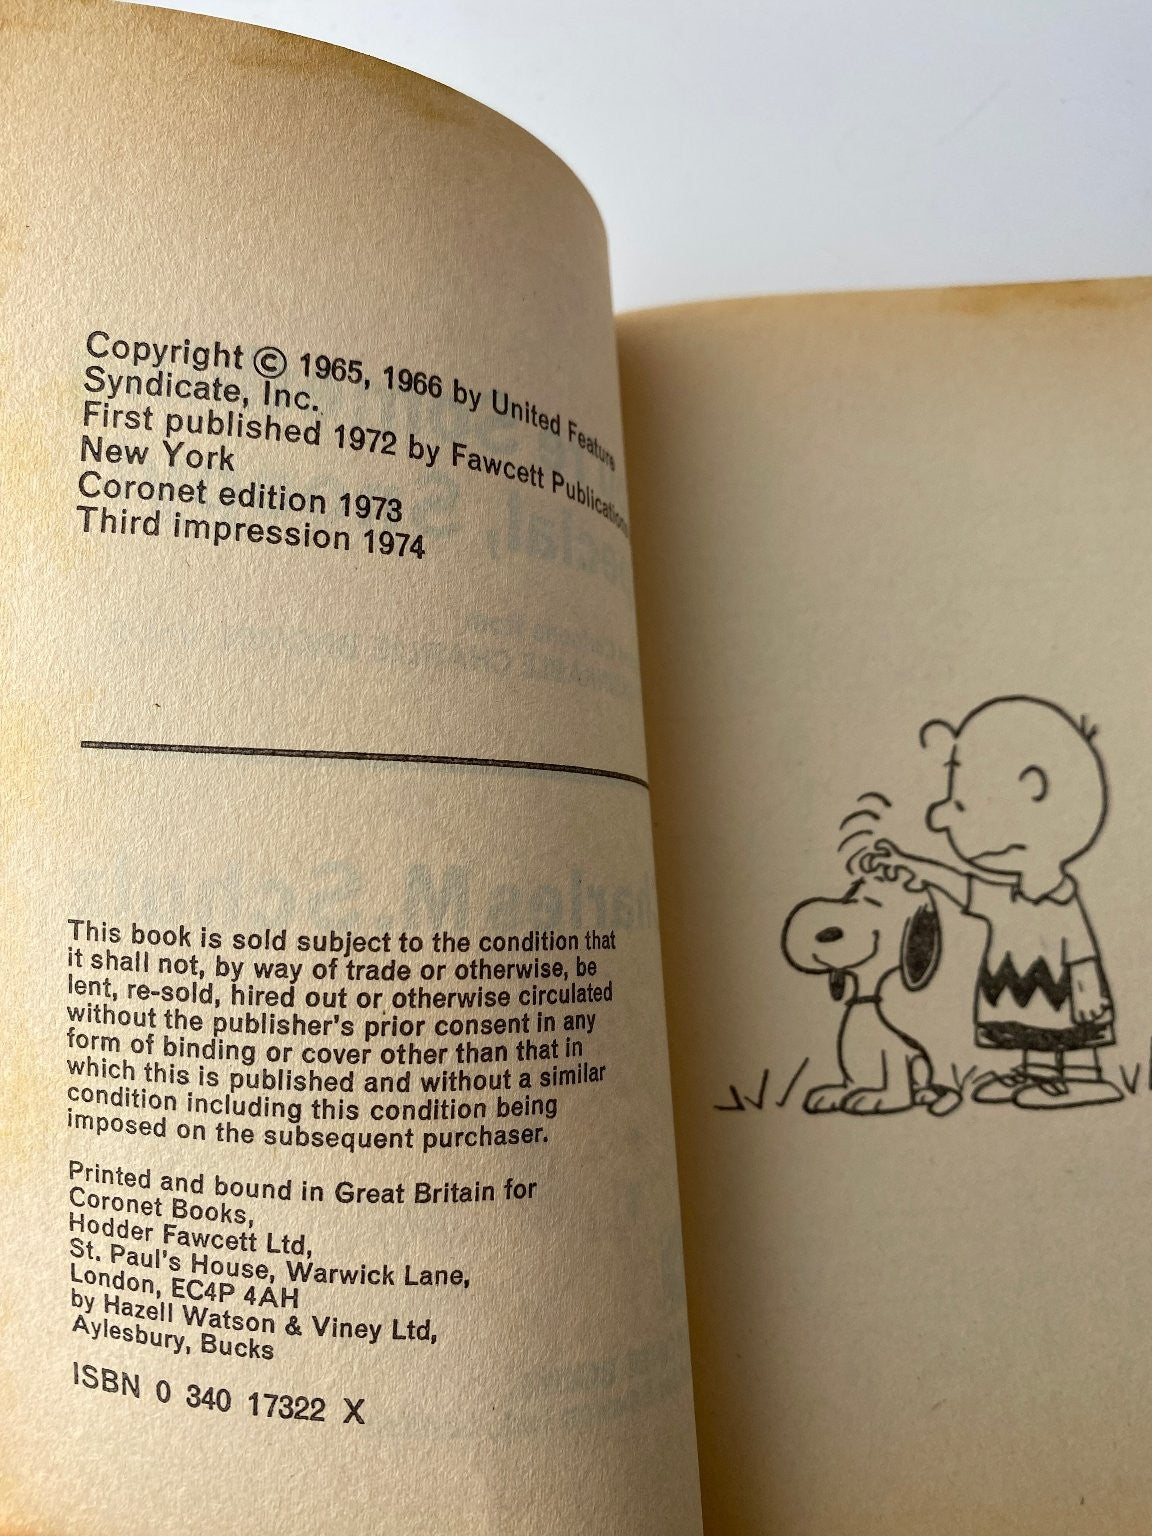 Copyright © 1965, 1966 by United Feature
Syndicate, Inc.
First published 1972 by Fawcett Publications
New York
Coronet edition 1973
Third impression 1974
This book is sold subject to the condition that
it shall not, by way of trade or otherwise, be
lent, re-sold, hired out or otherwise circulated
without the publisher's prior consent in any
form of binding or cover other than that in
which this is published and without a similar
condition including this condition being
imposed on the subsequent purchaser.
Printed and bound in Great Britain for
Coronet Books,
Hodder Fawcett Ltd,
St. Paul's House, Warwick Lane,
London, EC4P 4AH
by Hazell Watson & Viney Ltd,
Aylesbury, Bucks
ISBN 0 340 17322 X